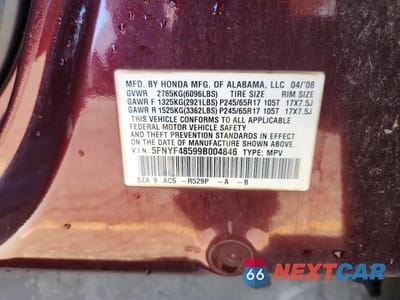 MFD. BY HONDA MFG. OF ALABAMA, LLC 04/'08
GVWR 2765KG(6096LBS) TIRE SIZE RIM SIZE
GAWR F 1325KG(2921LBS) P245/65R17 105T 17X7.5J
GAWR R 1525KG(3362LBS) P245/65R17 105T 17X7.5J
THIS VEHICLE CONFORMS TO ALL APPLICABLE
FEDERAL MOTOR VEHICLE SAFETY
AND THEFT PREVENTION STANDARDS IN EFFECT
ON THE DATE OF MANUFACTURE SHOWN ABOVE.
V.I.N.: 5FNYF48599B004846 TYPE: MPV
SZA 9 AC5 - R529P - A - B
66 NEXTCAR